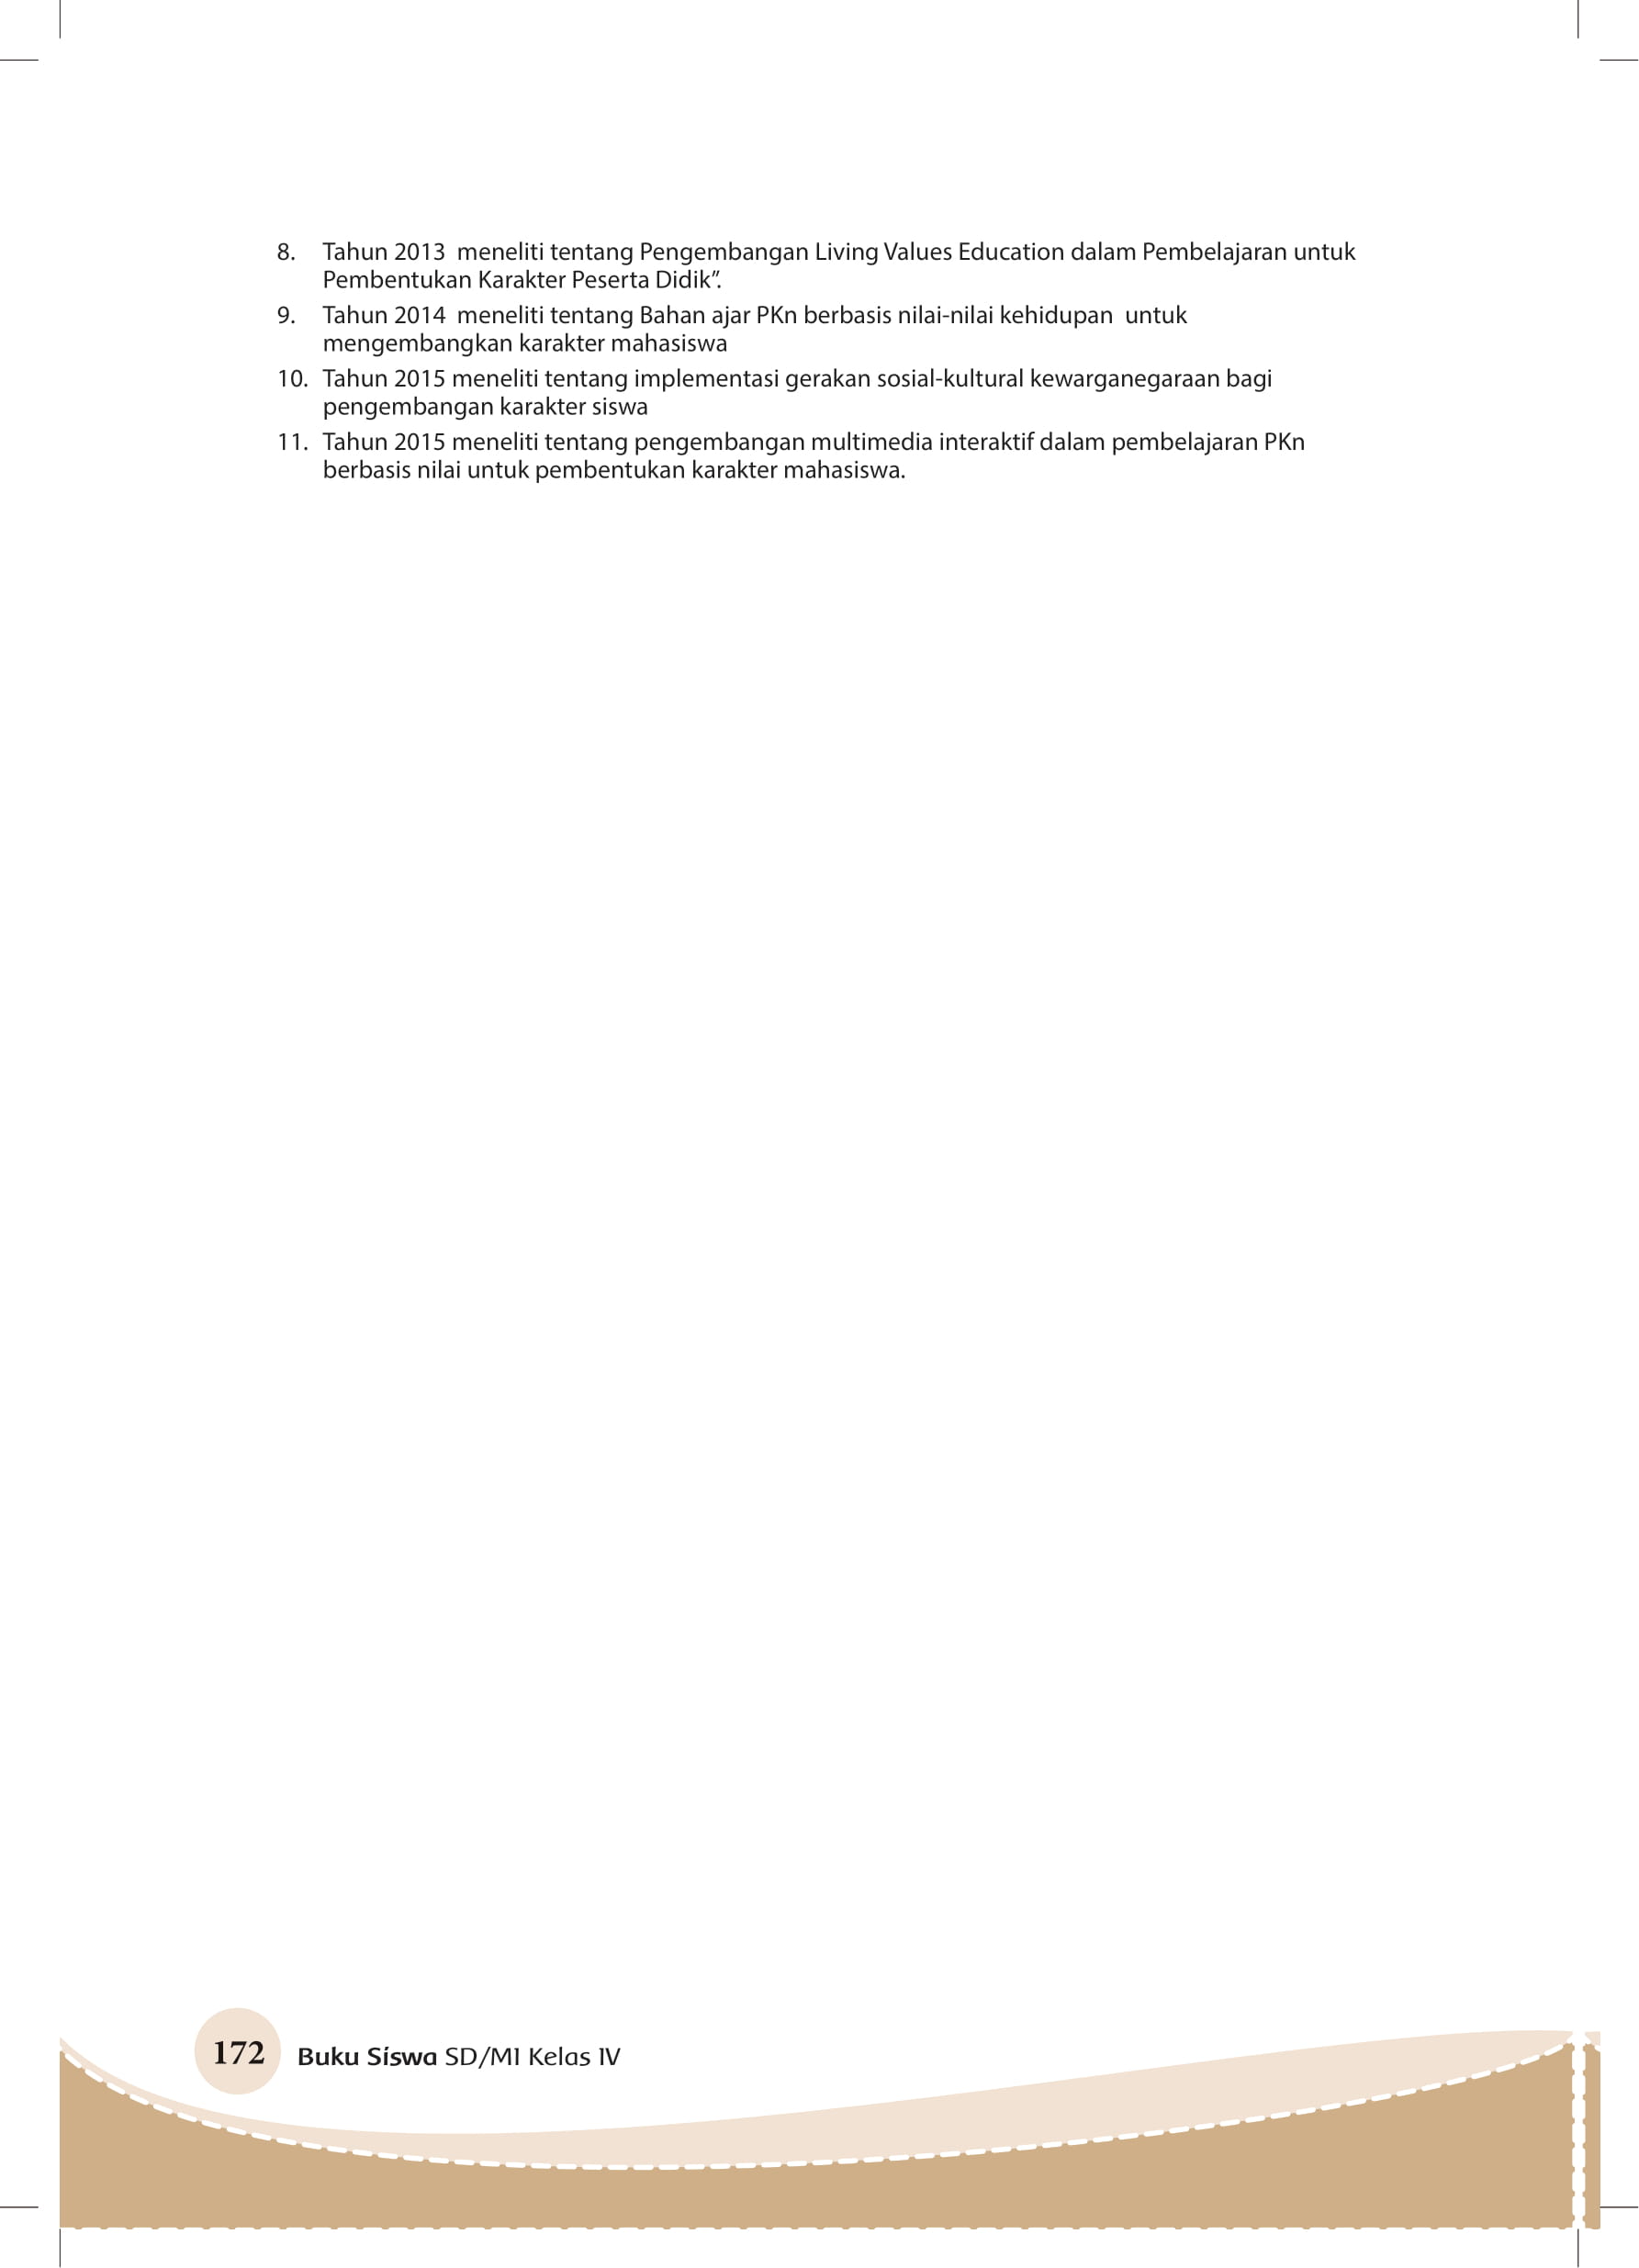 8. Tahun 2013 meneliti tentang Pengembangan Living Values Education dalam Pembelajaran untuk
Pembentukan Karakter Peserta Didik”.
9. Tahun 2014 meneliti tentang Bahan ajar PKn berbasis nilai-nilai kehidupan untuk
mengembangkan karakter mahasiswa
10. Tahun 2015 meneliti tentang implementasi gerakan sosial-kultural kewarganegaraan bagi
pengembangan karakter siswa
11. Tahun 2015 meneliti tentang pengembangan multimedia interaktif dalam pembelajaran PKn
berbasis nilai untuk pembentukan karakter mahasiswa.
172 Buku Siswa SD/MI Kelas IV